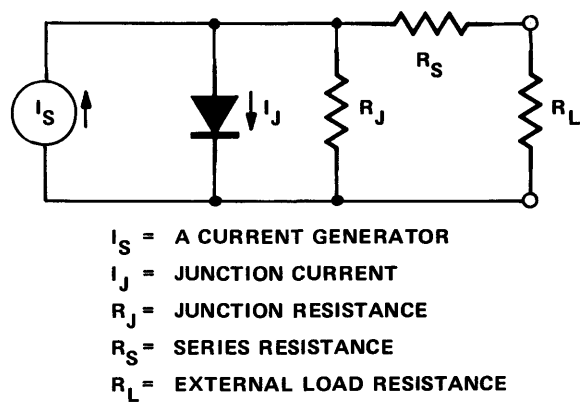 R_S
I_S
I_J
R_J
R_L
I_S = A CURRENT GENERATOR
I_J = JUNCTION CURRENT
R_J = JUNCTION RESISTANCE
R_S = SERIES RESISTANCE
R_L = EXTERNAL LOAD RESISTANCE